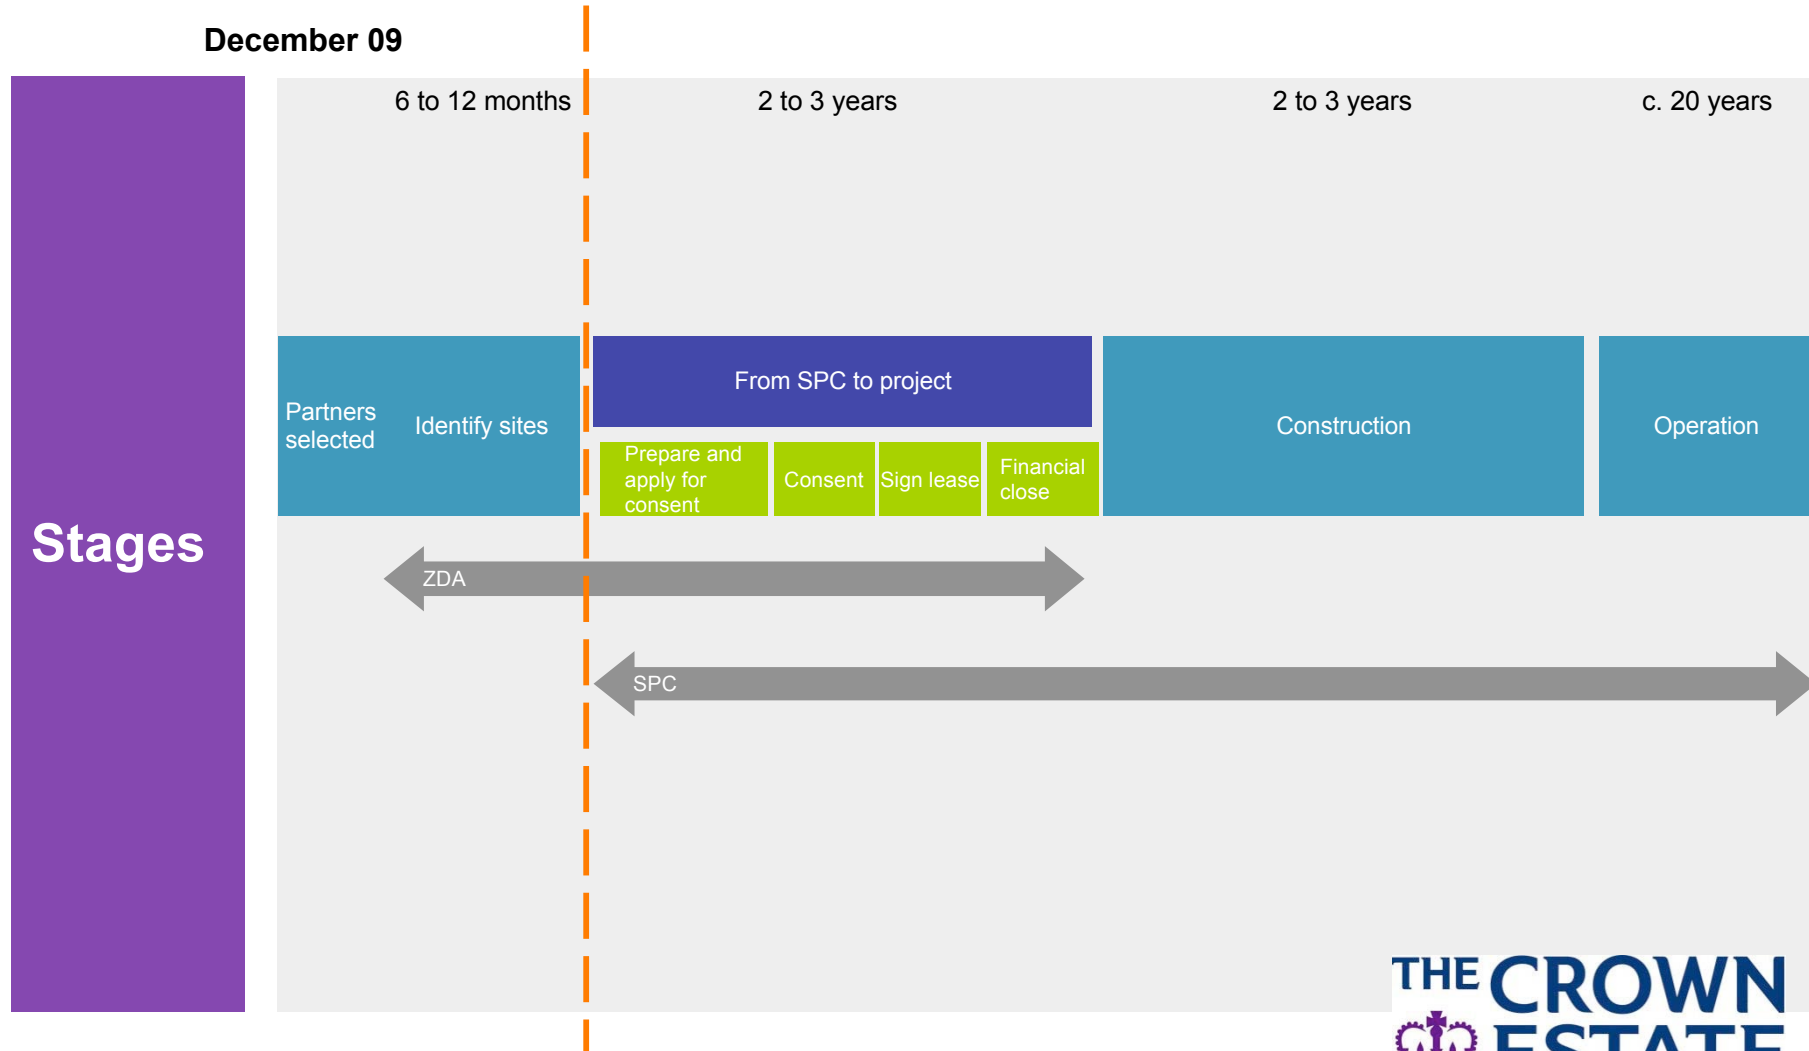 December 09
6 to 12 months
2 to 3 years
2 to 3 years
c. 20 years
Stages
Partners
selected
Identify sites
From SPC to project
Prepare and
apply for
consent
Consent
Sign lease
Financial
close
Construction
Operation
ZDA
SPC
THE CROWN
ESTATE